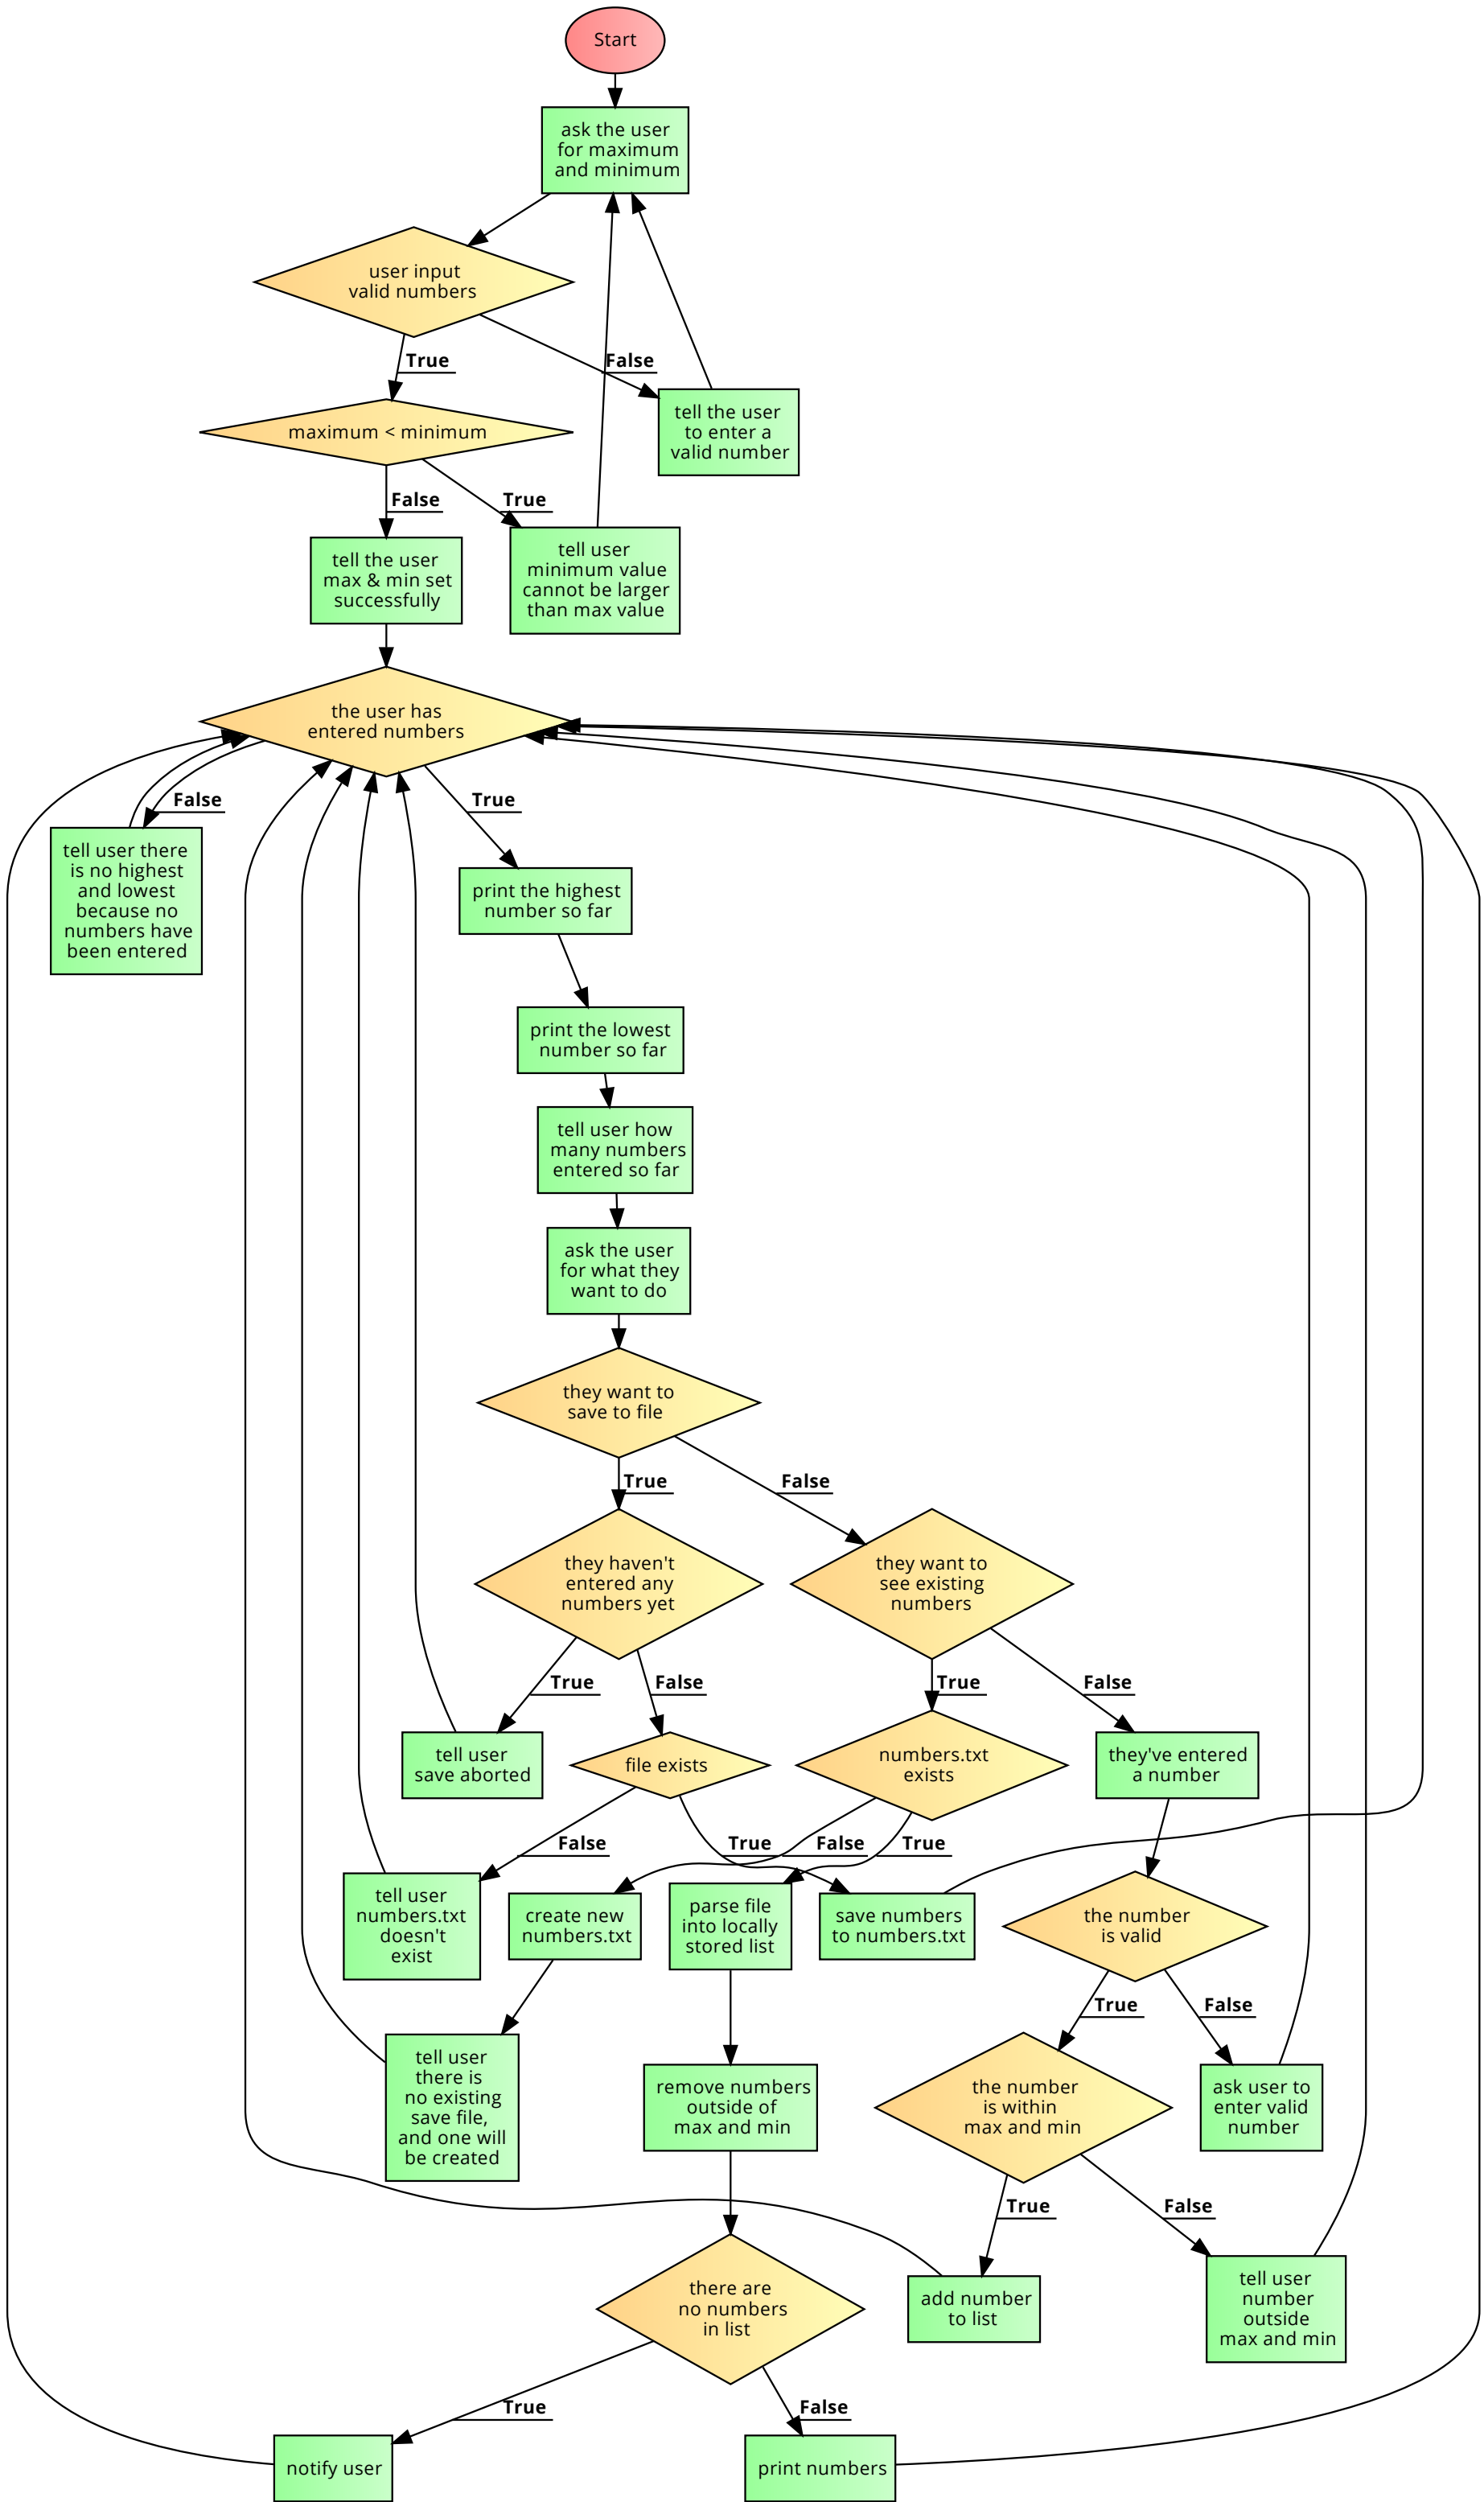 Start
ask the user
for maximum
and minimum
user input
valid numbers
True
False
maximum < minimum
tell the user
to enter a
valid number
False
True
tell the user
max & min set
successfully
tell user
minimum value
cannot be larger
than max value
the user has
entered numbers
False
True
tell user there
is no highest
and lowest
because no
numbers have
been entered
print the highest
number so far
print the lowest
number so far
tell user how
many numbers
entered so far
ask the user
for what they
want to do
they want to
save to file
True
False
they haven't
entered any
numbers yet
they want to
see existing
numbers
True
False
True
False
tell user
save aborted
file exists
numbers.txt
exists
they've entered
a number
False
True
False
True
tell user
numbers.txt
doesn't
exist
create new
numbers.txt
parse file
into locally
stored list
save numbers
to numbers.txt
the number
is valid
True
False
tell user
there is
no existing
save file,
and one will
be created
remove numbers
outside of
max and min
the number
is within
max and min
ask user to
enter valid
number
True
False
there are
no numbers
in list
add number
to list
tell user
number
outside
max and min
True
False
notify user
print numbers